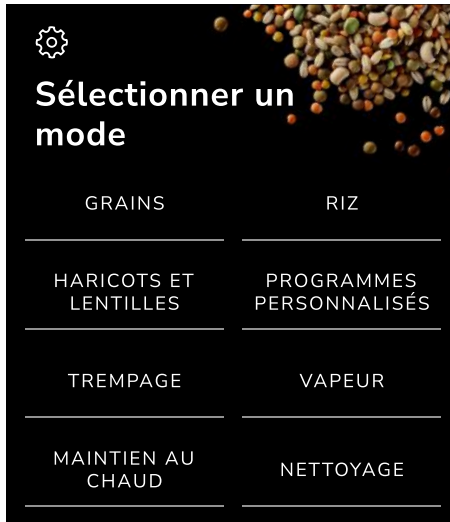 Sélectionner un
mode
GRAINS
RIZ
HARICOTS ET
LENTILLES
PROGRAMMES
PERSONNALISÉS
TREMPAGE
VAPEUR
MAINTIEN AU
CHAUD
NETTOYAGE